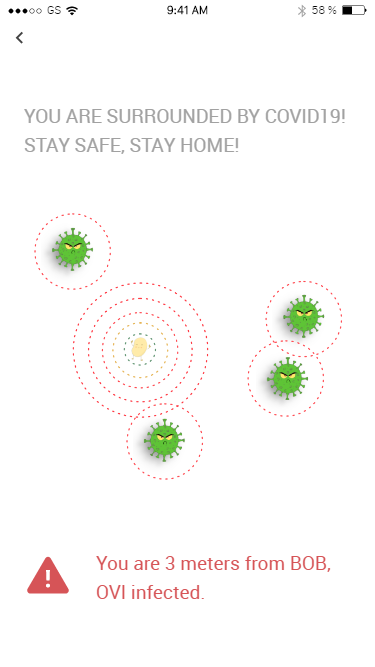 GS 9:41 AM 58 %
YOU ARE SURROUNDED BY COVID19!
STAY SAFE, STAY HOME!
You are 3 meters from BOB,
OVI infected.